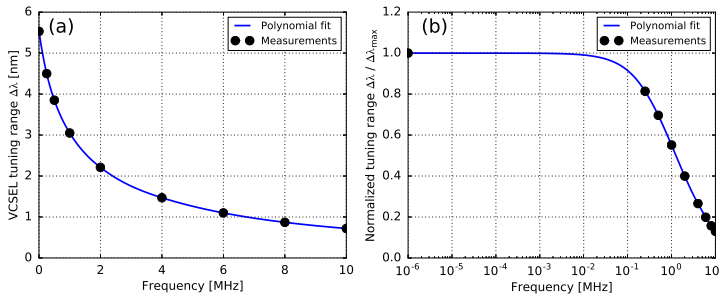 (a)
Polynomial fit
Measurements
VCSEL tuning range Δλ [nm]
6
5
4
3
2
1
0
0 2 4 6 8 10
Frequency [MHz]
(b)
Polynomial fit
Measurements
Normalized tuning range Δλ / Δλmax
1.2
1.0
0.8
0.6
0.4
0.2
0.0
10⁻⁶ 10⁻⁵ 10⁻⁴ 10⁻³ 10⁻² 10⁻¹ 10⁰ 10
Frequency [MHz]